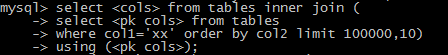 mysql> select <cols> from tables inner join (
-> select <pk cols> from tables
-> where col1='xx' order by col2 limit 100000,10)
-> using (<pk cols>);